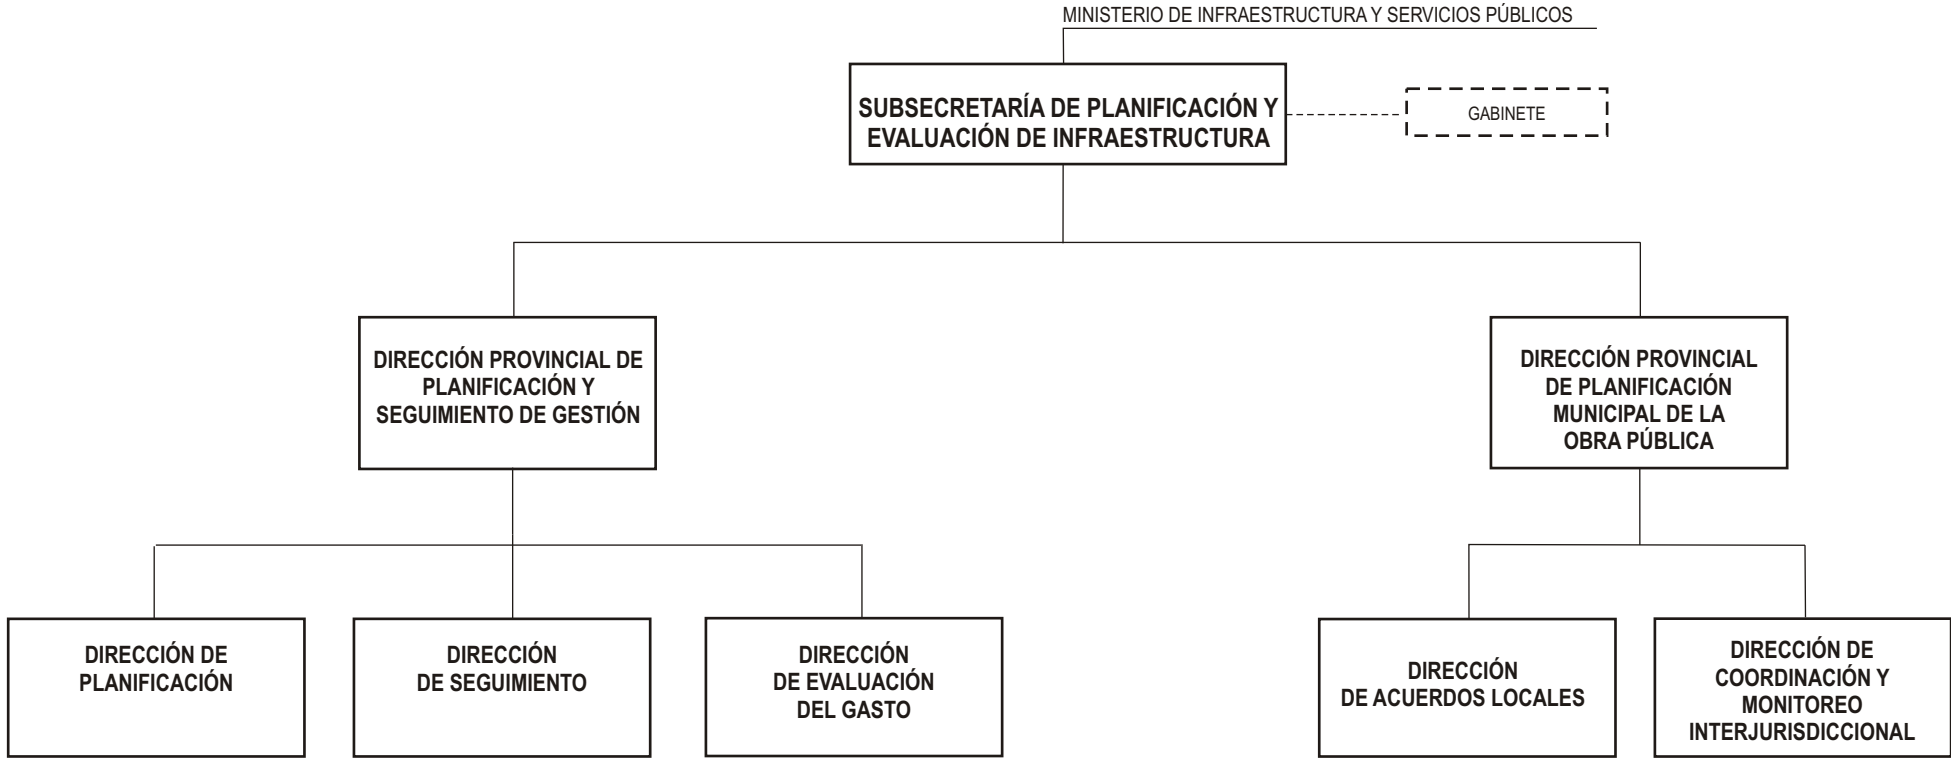 MINISTERIO DE INFRAESTRUCTURA Y SERVICIOS PÚBLICOS
SUBSECRETARÍA DE PLANIFICACIÓN Y
EVALUACIÓN DE INFRAESTRUCTURA
GABINETE
DIRECCIÓN PROVINCIAL DE
PLANIFICACIÓN Y
SEGUIMIENTO DE GESTIÓN
DIRECCIÓN PROVINCIAL
DE PLANIFICACIÓN
MUNICIPAL DE LA
OBRA PÚBLICA
DIRECCIÓN DE
PLANIFICACIÓN
DIRECCIÓN
DE SEGUIMIENTO
DIRECCIÓN
DE EVALUACIÓN
DEL GASTO
DIRECCIÓN
DE ACUERDOS LOCALES
DIRECCIÓN DE
COORDINACIÓN Y
MONITOREO
INTERJURISDICCIONAL